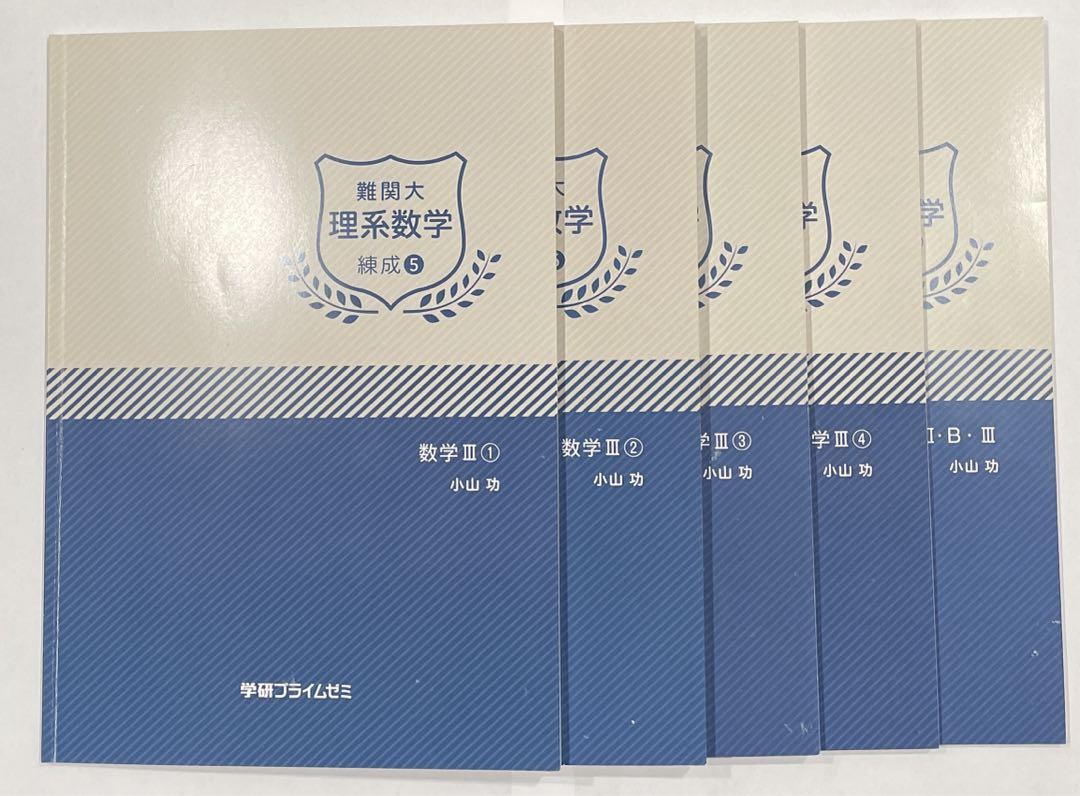 難関大
理系数学
練成❺
数学Ⅲ①
小山 功
学研プライムゼミ
大
数学
❺
数学Ⅲ②
小山 功
学Ⅲ③
小山 功
学
学Ⅲ④
小山 功
学
Ⅰ・B・Ⅲ
小山 功